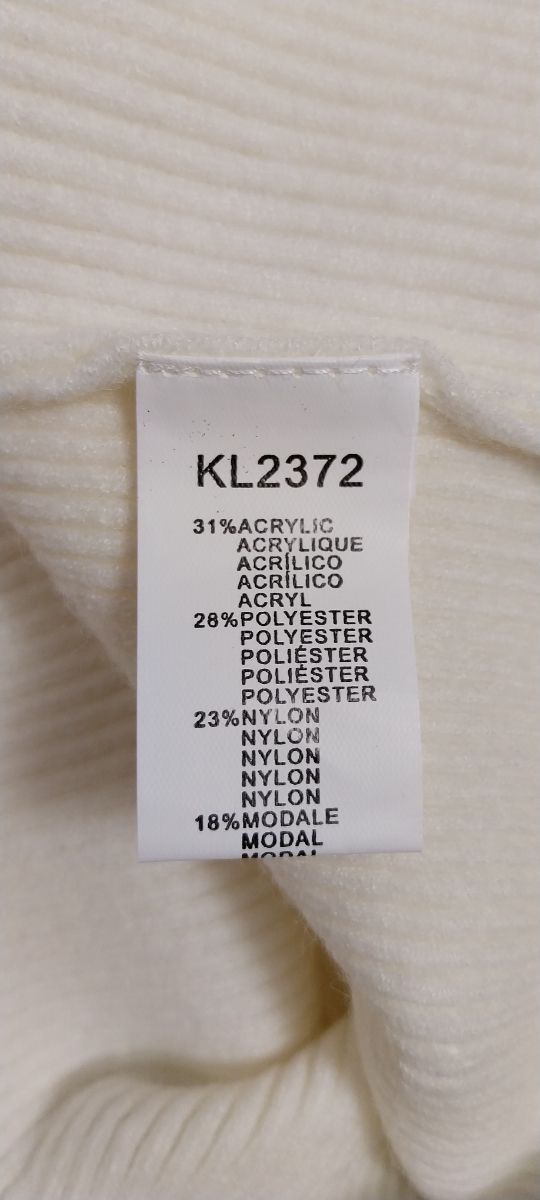 KL2372
31%ACRYLIC
ACRYLIQUE
ACRÍLICO
ACRÍLICO
ACRYL
28%POLYESTER
POLYESTER
POLIÉSTER
POLIÉSTER
POLYESTER
23%NYLON
NYLON
NYLON
NYLON
NYLON
18%MODALE
MODAL